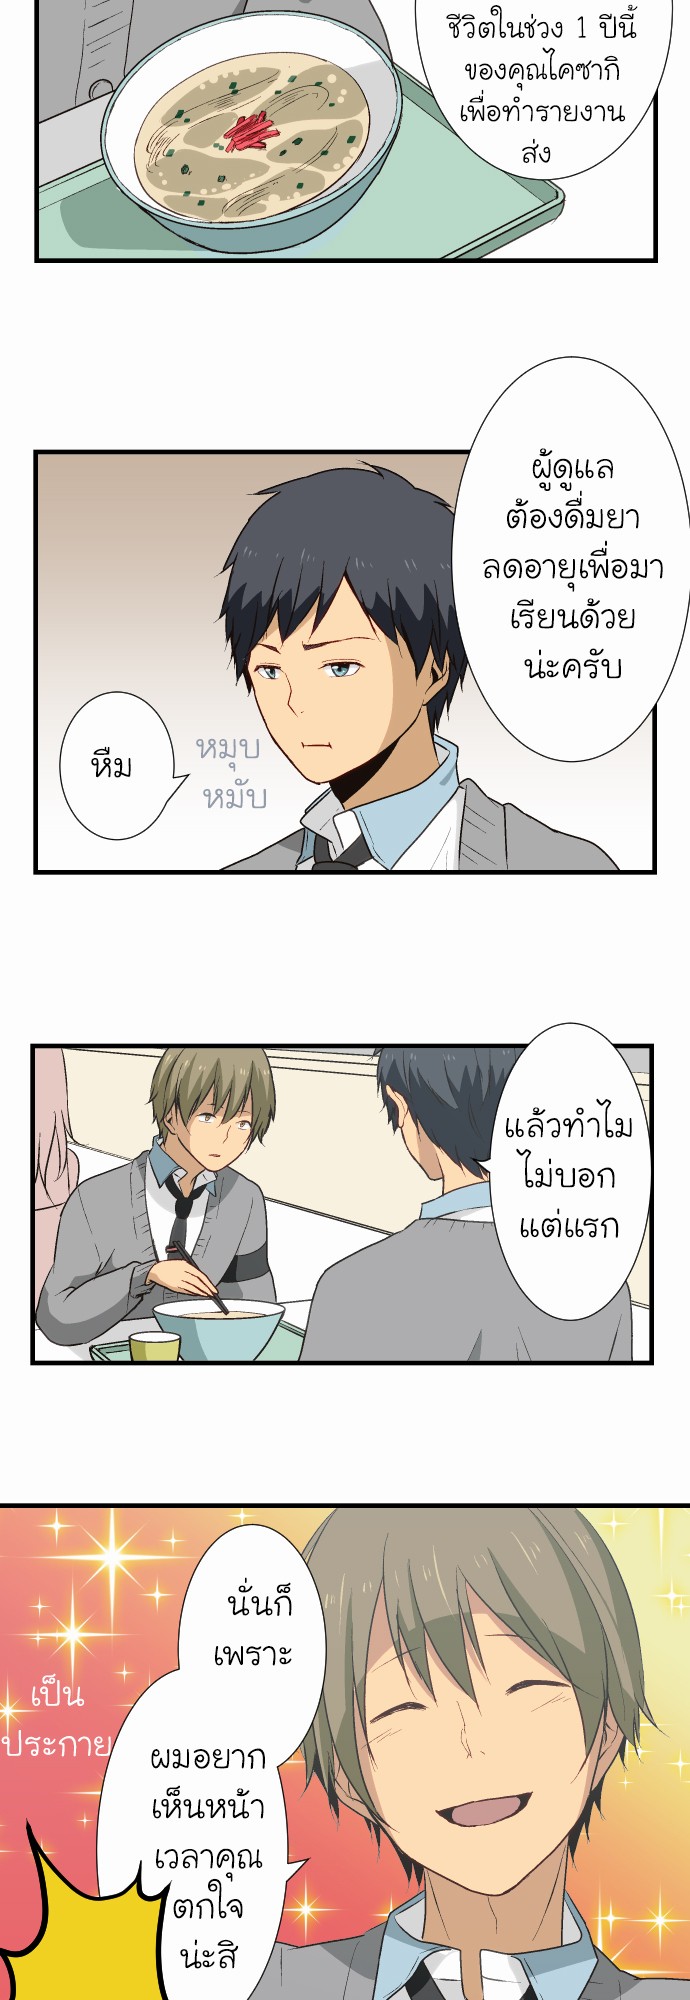 ชีวิตในช่วง 1 ปีนี้
ของคุณไคซากิ
เพื่อทำรายงาน
ส่ง
ผู้ดูแล
ต้องดื่มยา
ลดอายุเพื่อมา
เรียนด้วย
น่ะครับ
หืม
หมุบ
หมับ
แล้วทำไม
ไม่บอก
แต่แรก
นั่นก็
เพราะ
เป็น
ประกาย
ผมอยาก
เห็นหน้า
เวลาคุณ
ตกใจ
น่ะสิ